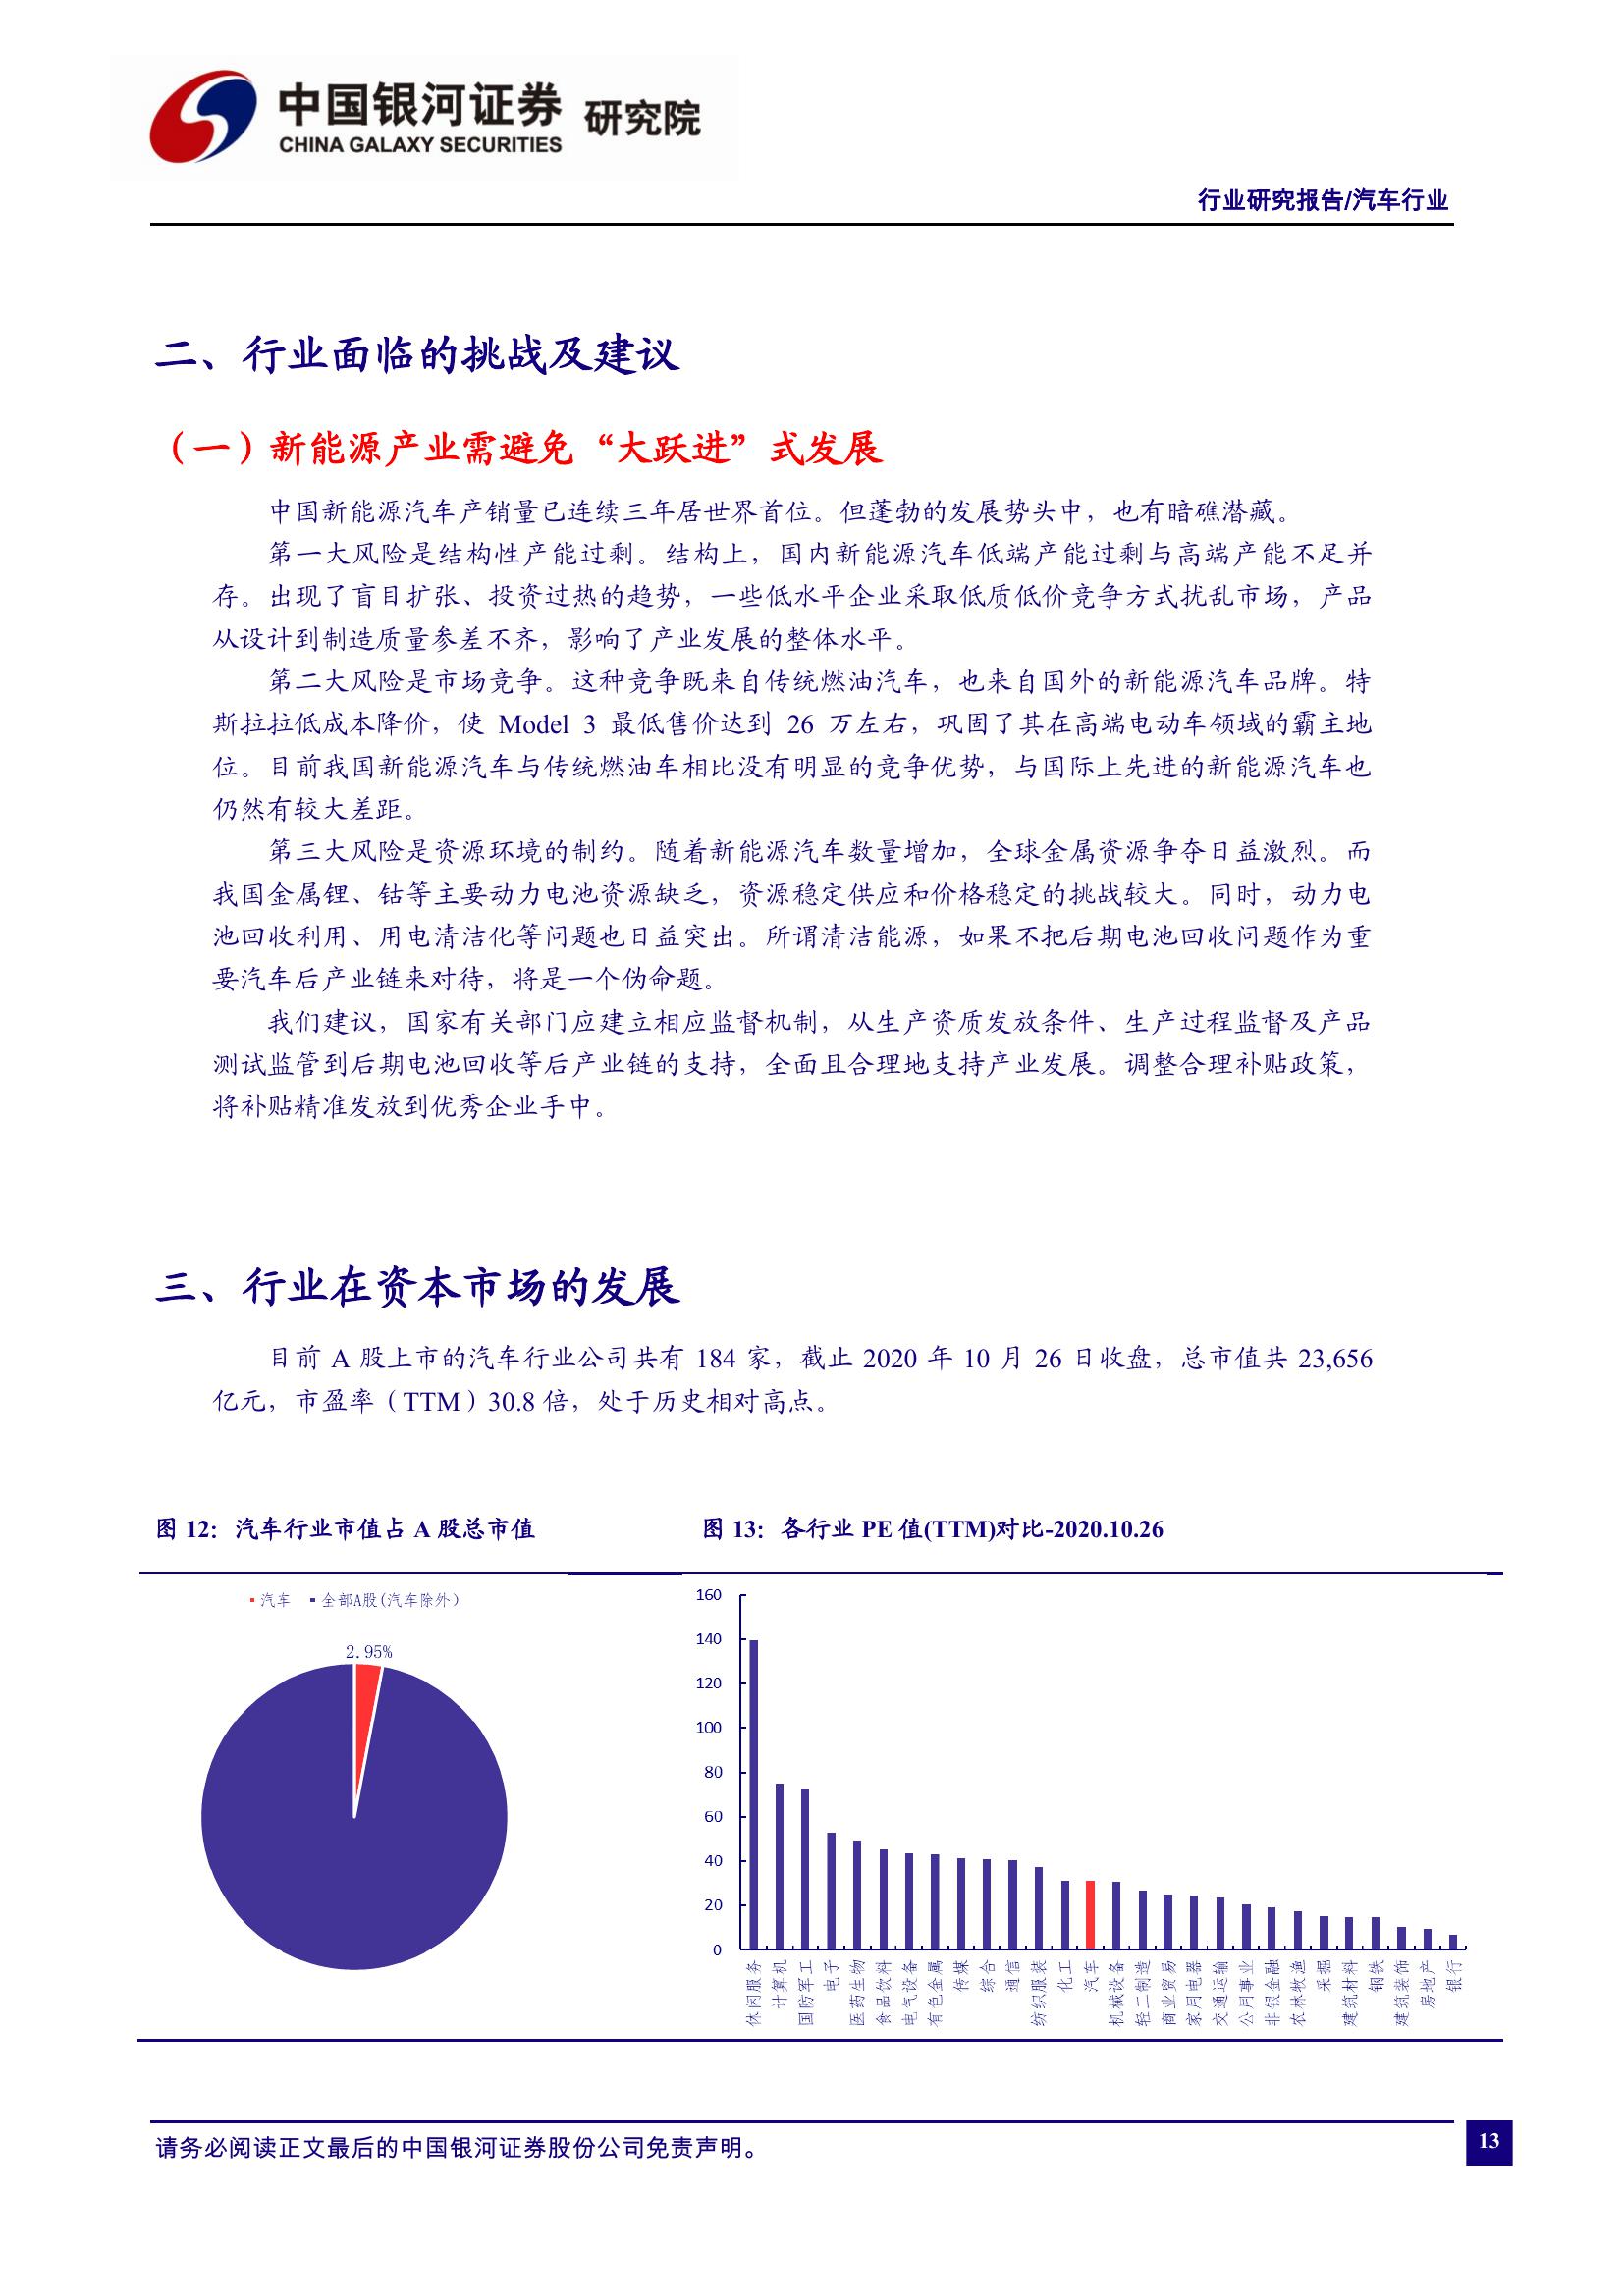 中国银河证券 研究院
CHINA GALAXY SECURITIES
行业研究报告/汽车行业
二、行业面临的挑战及建议
（一）新能源产业需避免“大跃进”式发展
中国新能源汽车产销量已连续三年居世界首位。但蓬勃的发展势头中，也有暗礁潜藏。
第一大风险是结构性产能过剩。结构上，国内新能源汽车低端产能过剩与高端产能不足并
存。出现了盲目扩张、投资过热的趋势，一些低水平企业采取低质低价竞争方式扰乱市场，产品
从设计到制造质量参差不齐，影响了产业发展的整体水平。
第二大风险是市场竞争。这种竞争既来自传统燃油汽车，也来自国外的新能源汽车品牌。特
斯拉拉低成本降价，使 Model 3 最低售价达到 26 万左右，巩固了其在高端电动车领域的霸主地
位。目前我国新能源汽车与传统燃油车相比没有明显的竞争优势，与国际上先进的新能源汽车也
仍然有较大差距。
第三大风险是资源环境的制约。随着新能源汽车数量增加，全球金属资源争夺日益激烈。而
我国金属锂、钴等主要动力电池资源缺乏，资源稳定供应和价格稳定的挑战较大。同时，动力电
池回收利用、用电清洁化等问题也日益突出。所谓清洁能源，如果不把后期电池回收问题作为重
要汽车后产业链来对待，将是一个伪命题。
我们建议，国家有关部门应建立相应监督机制，从生产资质发放条件、生产过程监督及产品
测试监管到后期电池回收等后产业链的支持，全面且合理地支持产业发展。调整合理补贴政策，
将补贴精准发放到优秀企业手中。
三、行业在资本市场的发展
目前 A 股上市的汽车行业公司共有 184 家，截止 2020 年 10 月 26 日收盘，总市值共 23,656
亿元，市盈率（TTM）30.8 倍，处于历史相对高点。
图 12：汽车行业市值占 A 股总市值
汽车 全部A股(汽车除外)
2.95%
图 13：各行业 PE 值(TTM)对比-2020.10.26
160
140
120
100
80
60
40
20
0
休闲服务
计算机
国防军工
电子
医药生物
食品饮料
电气设备
有色金属
传媒
综合
通信
纺织服装
化工
汽车
机械设备
轻工制造
商业贸易
家用电器
交通运输
公用事业
非银金融
农林牧渔
采掘
建筑材料
钢铁
建筑装饰
房地产
银行
请务必阅读正文最后的中国银河证券股份公司免责声明。
13